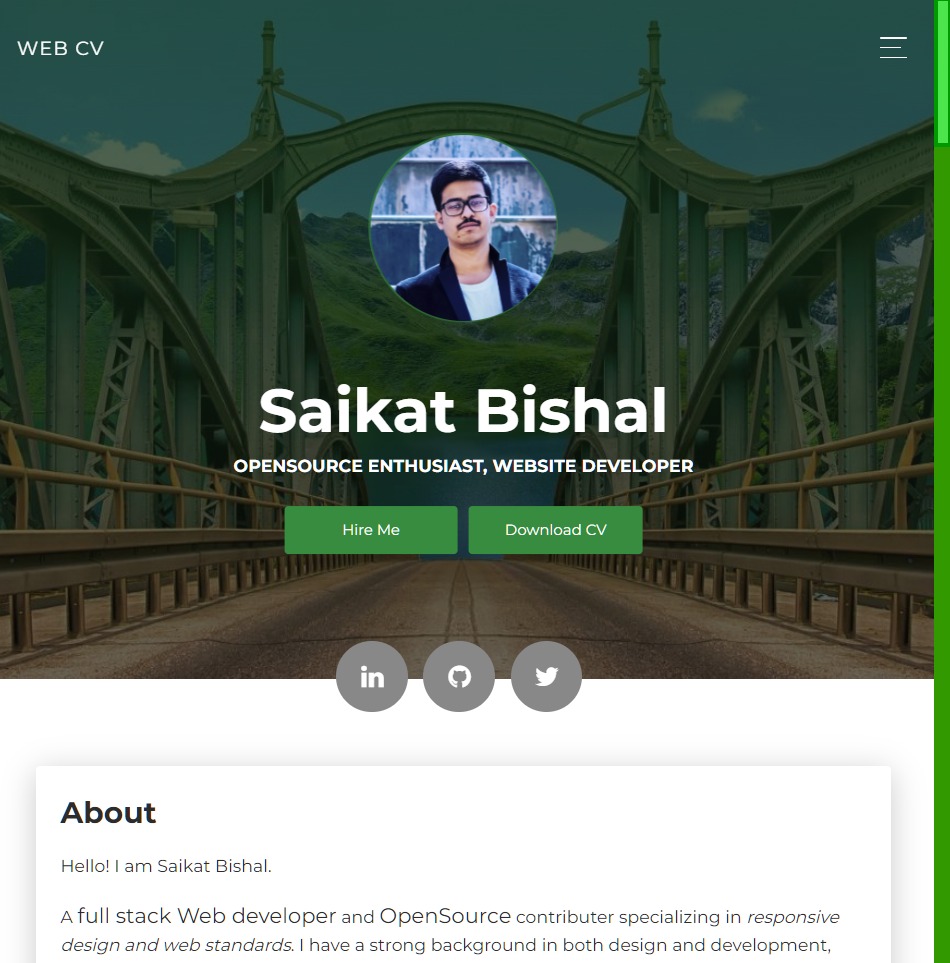 WEB CV
Saikat Bishal
OPENSOURCE ENTHUSIAST, WEBSITE DEVELOPER
Hire Me
Download CV
in
About
Hello! I am Saikat Bishal.
A full stack Web developer and OpenSource contributer specializing in responsive
design and web standards. I have a strong background in both design and development,